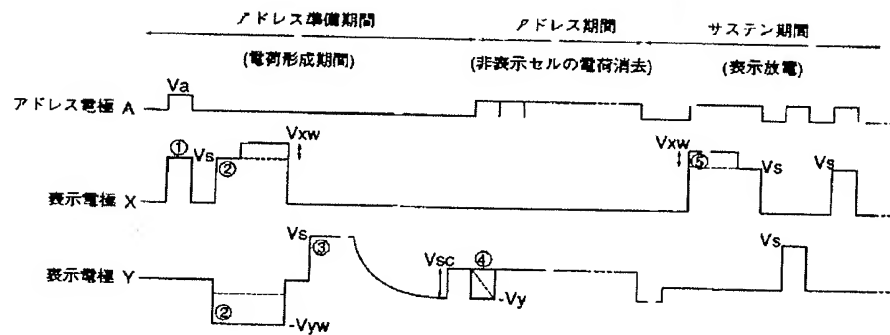 アドレス準備期間
アドレス期間
サステン期間
(電荷形成期間)
(非表示セルの電荷消去)
(表示放電)
Va
アドレス電極 A
Vxw
Vxw
①
Vs
②
⑤
Vs
Vs
表示電極 X
Vs
③
Vsc
④
Vs
表示電極 Y
②
-Vyw
-Vy